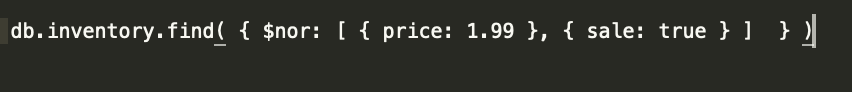 db.inventory.find( { $nor: [ { price: 1.99 }, { sale: true } ]  } )